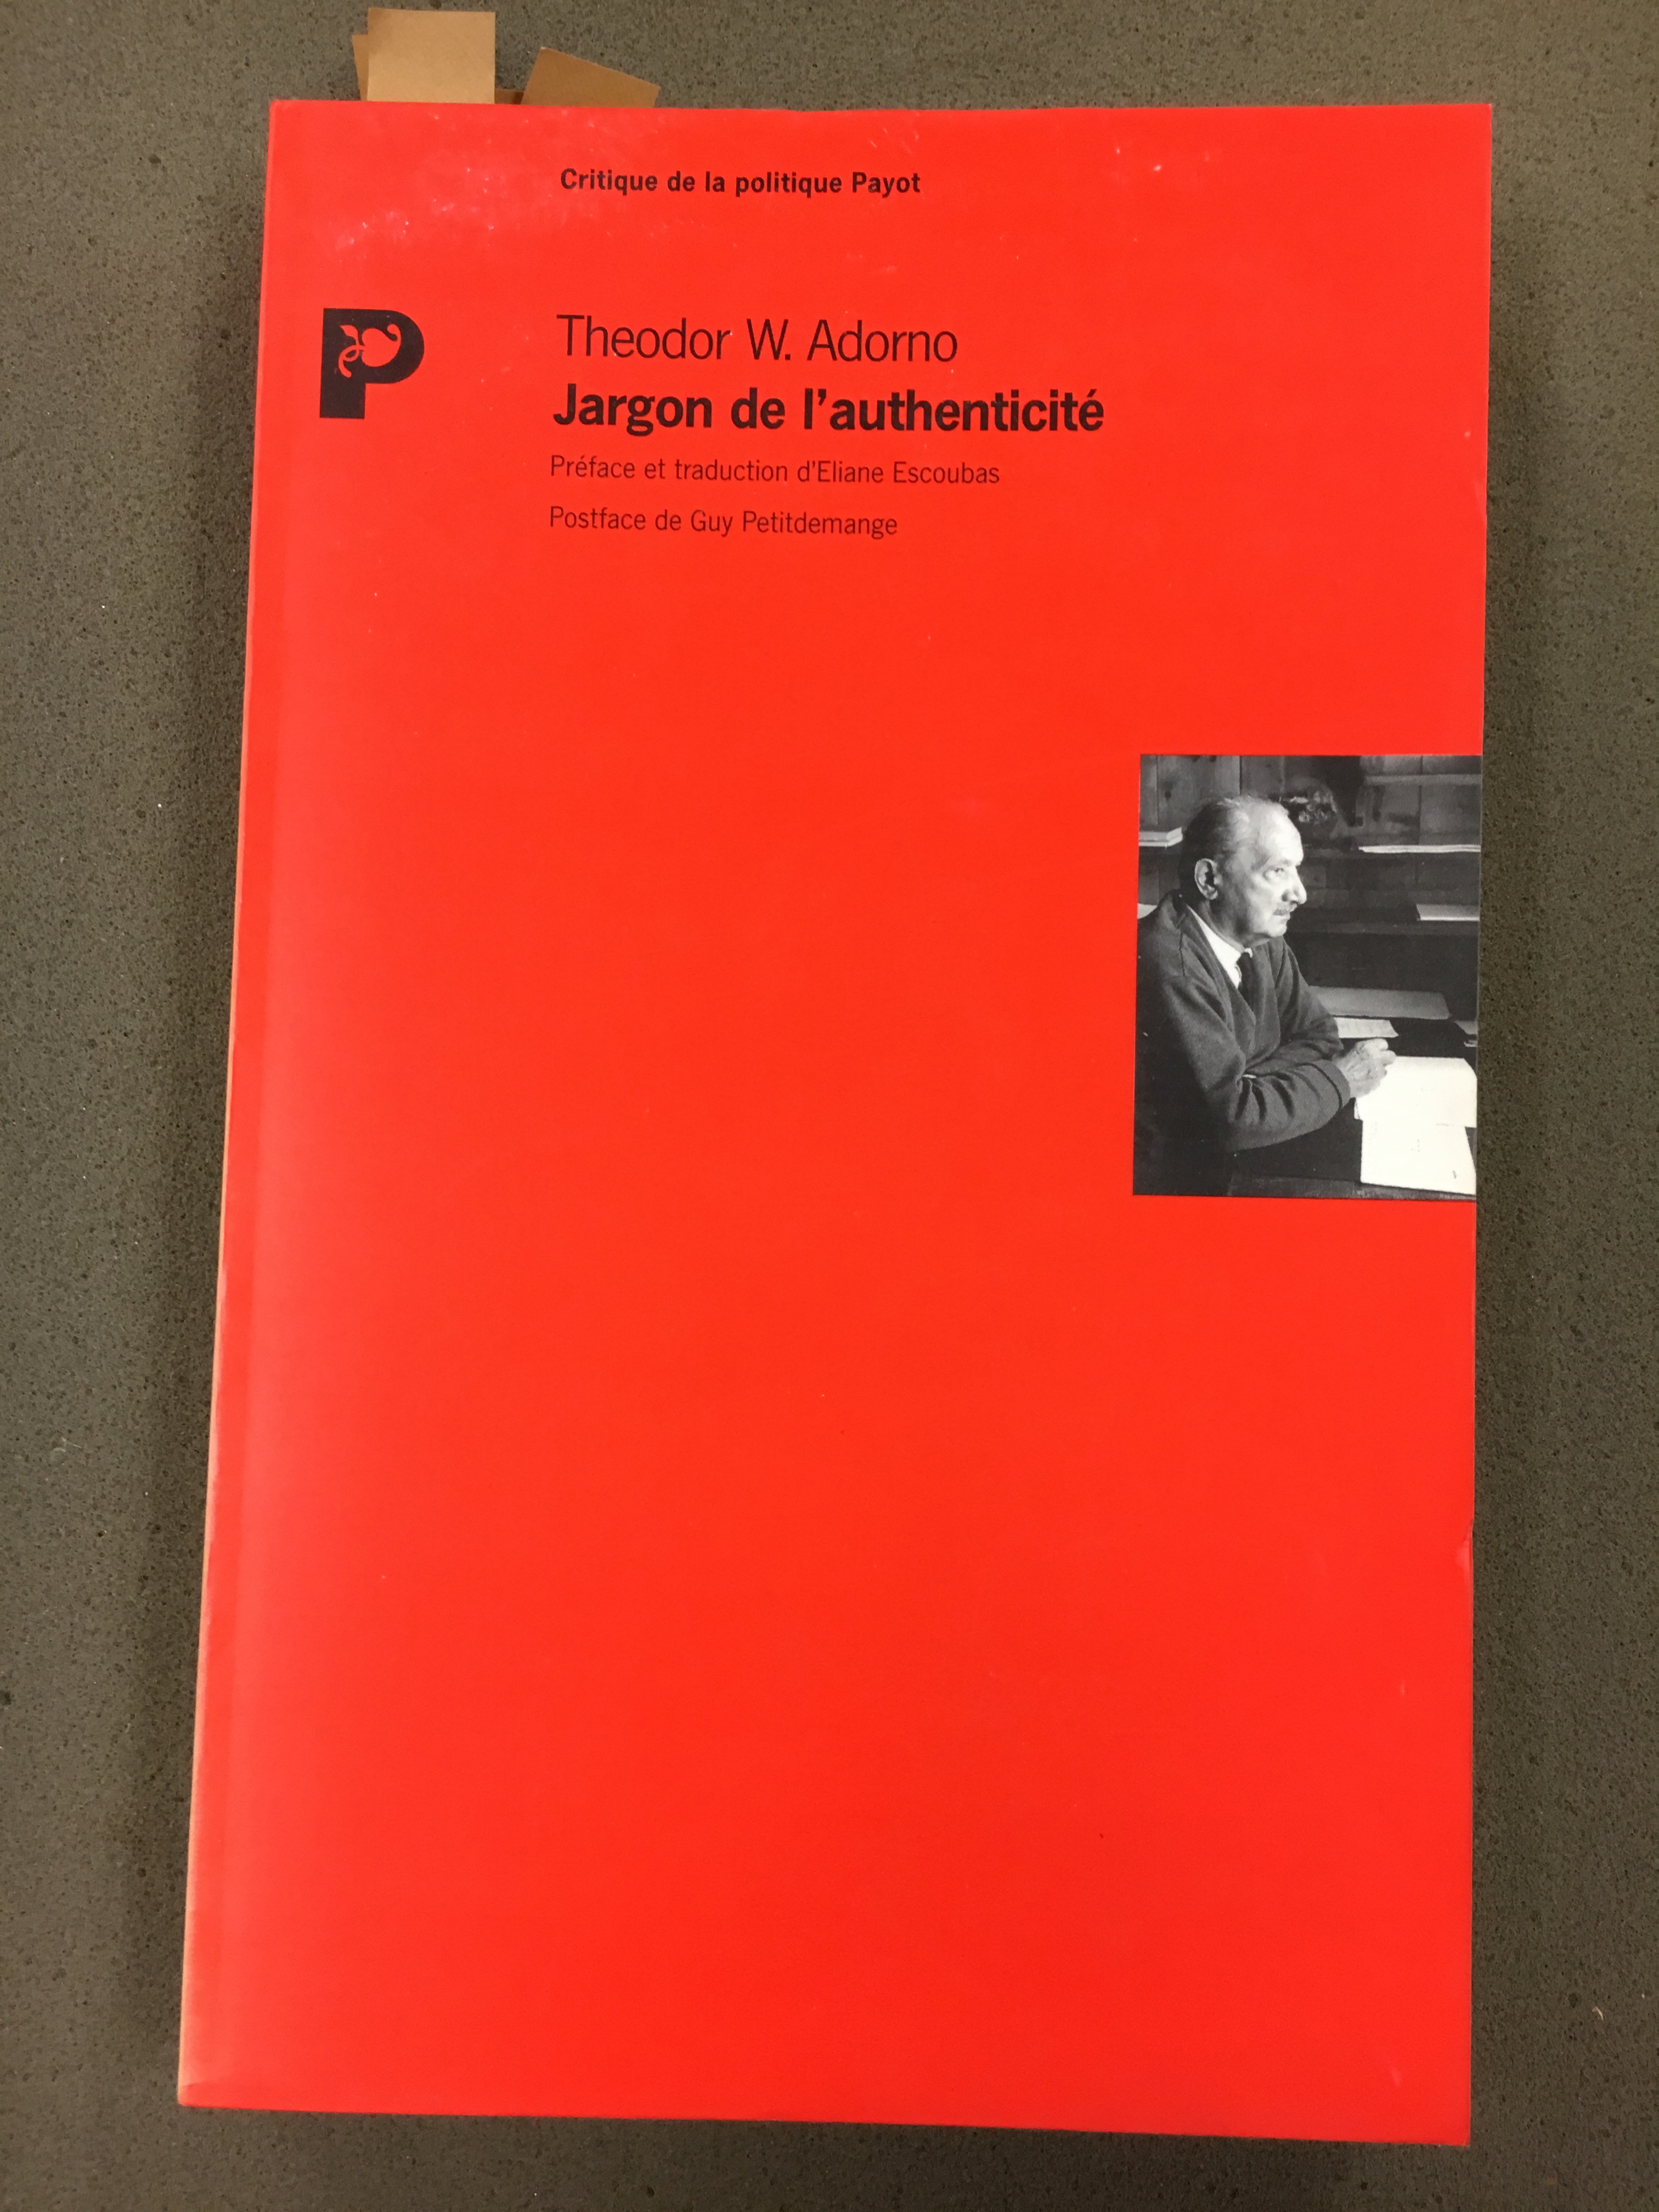 Critique de la politique Payot
P
Theodor W. Adorno
Jargon de l'authenticité
Préface et traduction d'Eliane Escoubas
Postface de Guy Petitdemange